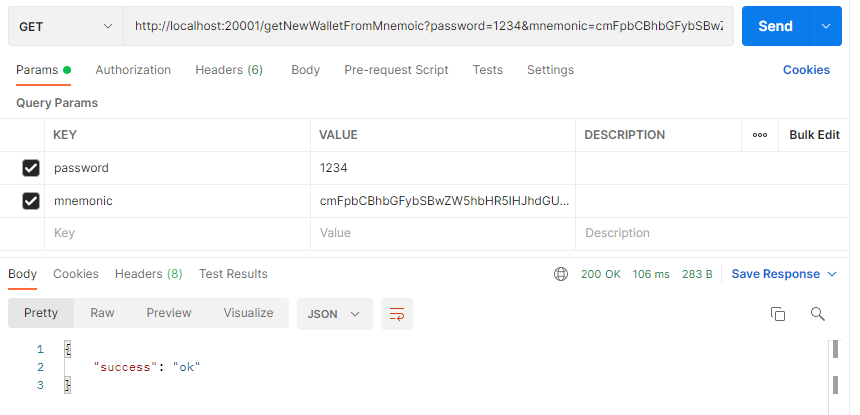 GET http://localhost:20001/getNewWalletFromMnemoic?password=1234&mnemonic=cmFpbCBhbGFybSBwZ Send
Params Authorization Headers (6) Body Pre-request Script Tests Settings Cookies
Query Params
KEY VALUE DESCRIPTION ooo Bulk Edit
password 1234
mnemonic cmFpbCBhbGFybSBwZW5hbHR5IHJhdGU...
Key Value Description
Body Cookies Headers (8) Test Results 200 OK 106 ms 283 B Save Response
Pretty Raw Preview Visualize JSON
1 {
2 "success": "ok"
3 }